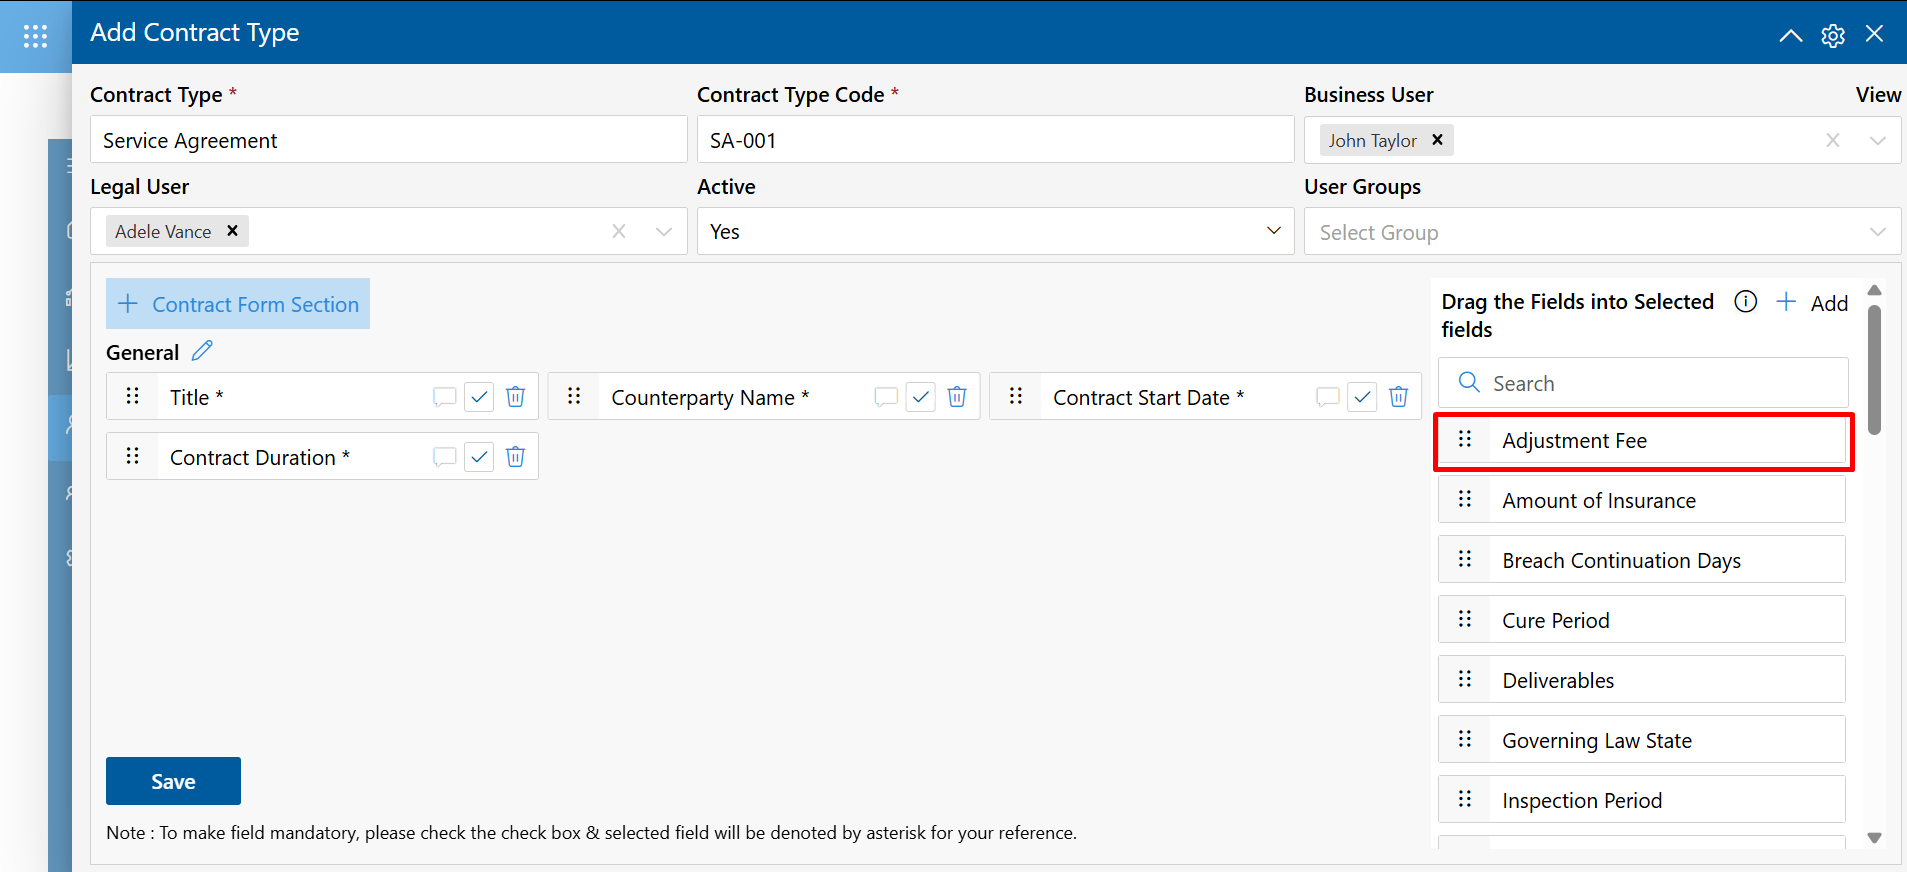 Add Contract Type
Contract Type *
Contract Type Code *
Business User
View
Service Agreement
SA-001
John Taylor
Legal User
Active
User Groups
Adele Vance
Yes
Select Group
Contract Form Section
General
Title *
Counterparty Name *
Contract Start Date *
Contract Duration *
Drag the Fields into Selected
fields
Add
Search
Adjustment Fee
Amount of Insurance
Breach Continuation Days
Cure Period
Deliverables
Governing Law State
Inspection Period
Save
Note : To make field mandatory, please check the check box & selected field will be denoted by asterisk for your reference.